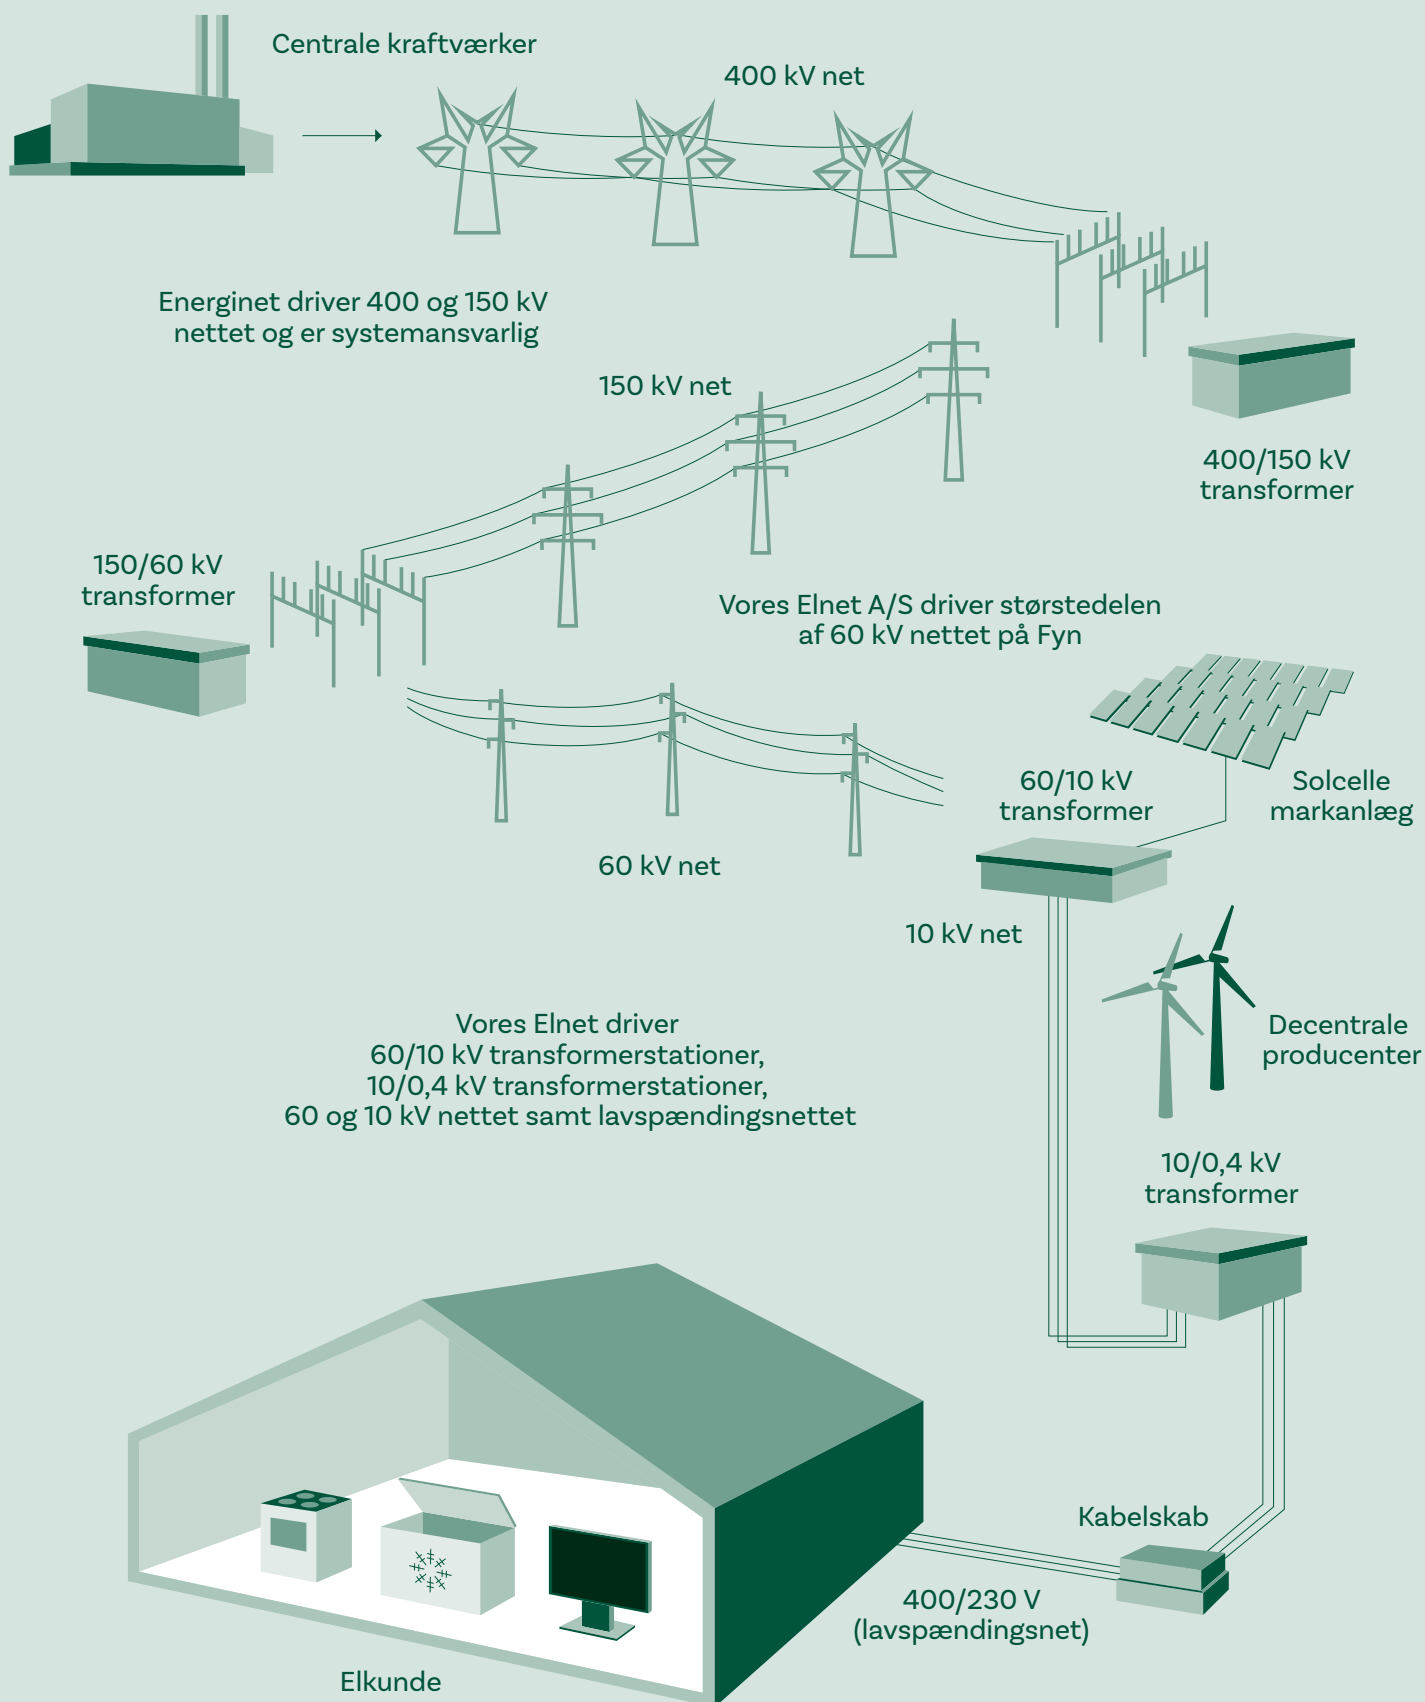 Centrale kraftværker
400 kV net
Energinet driver 400 og 150 kV
nettet og er systemansvarlig
150 kV net
400/150 kV
transformer
150/60 kV
transformer
Vores Elnet A/S driver størstedelen
af 60 kV nettet på Fyn
60/10 kV
transformer
Solcelle
markanlæg
60 kV net
10 kV net
Vores Elnet driver
60/10 kV transformerstationer,
10/0,4 kV transformerstationer,
60 og 10 kV nettet samt lavspændingsnettet
Decentrale
producenter
10/0,4 kV
transformer
Kabelskab
400/230 V
(lavspændingsnet)
Elkunde